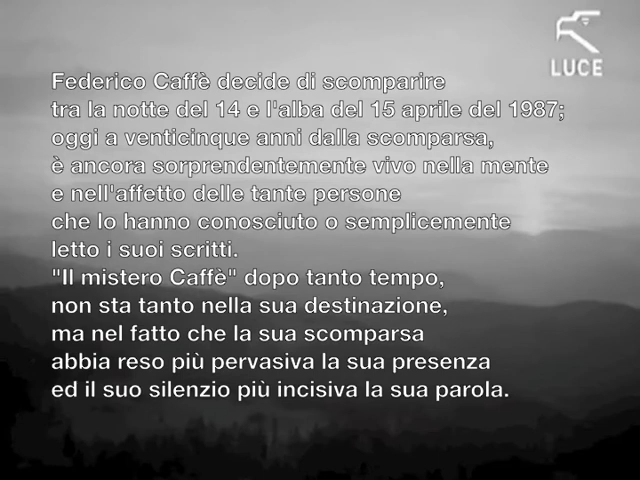 LUCE
Federico Caffè decide di scomparire
tra la notte del 14 e l'alba del 15 aprile del 1987;
oggi a venticinque anni dalla scomparsa,
è ancora sorprendentemente vivo nella mente
e nell'affetto delle tante persone
che lo hanno conosciuto o semplicemente
letto i suoi scritti.
"Il mistero Caffè" dopo tanto tempo,
non sta tanto nella sua destinazione,
ma nel fatto che la sua scomparsa
abbia reso più pervasiva la sua presenza
ed il suo silenzio più incisiva la sua parola.